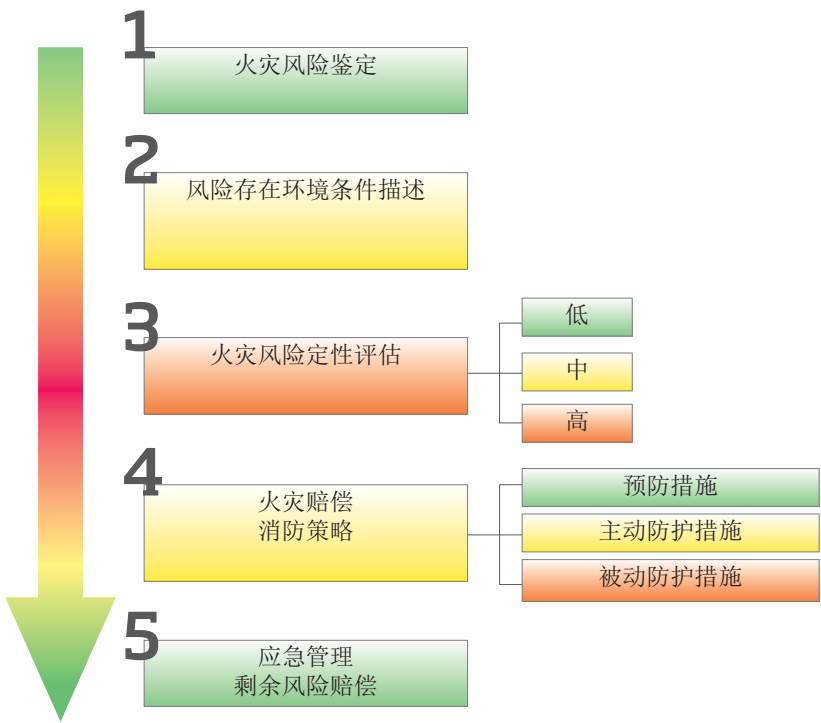 1
火灾风险鉴定
2
风险存在环境条件描述
3
火灾风险定性评估
低
中
高
4
火灾赔偿
消防策略
预防措施
主动防护措施
被动防护措施
5
应急管理
剩余风险赔偿